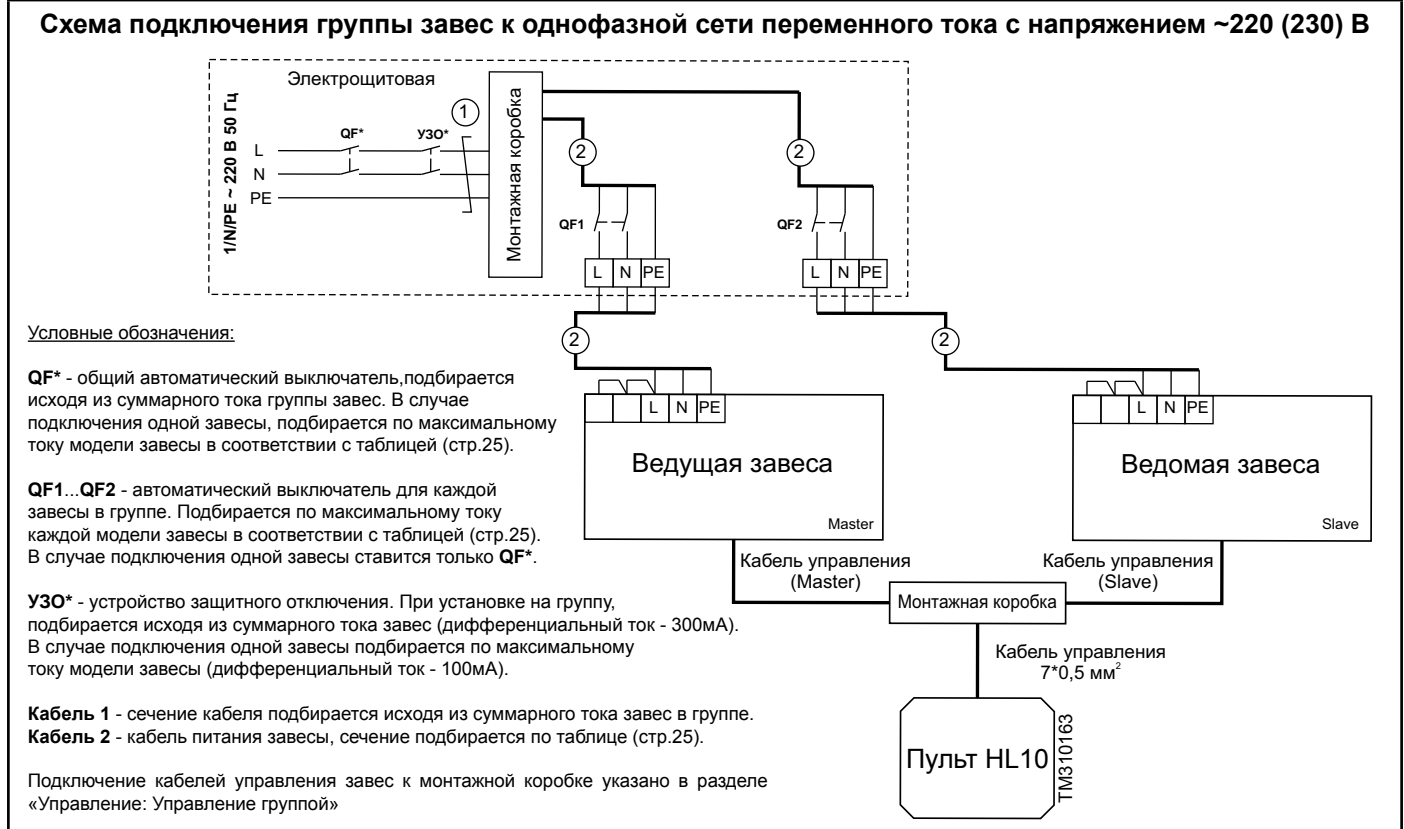 Схема подключения группы завес к однофазной сети переменного тока с напряжением ~220 (230) В
Электрощитовая
1/N/PE ~ 220 В 50 Гц
L
N
PE
QF*
УЗО*
1
Монтажная коробка
2
2
QF1
QF2
L N PE
L N PE
2
2
L N PE
Ведущая завеса
Master
L N PE
Ведомая завеса
Slave
Кабель управления
(Master)
Кабель управления
(Slave)
Монтажная коробка
Кабель управления
7*0,5 мм²
Пульт HL10
TM310163
Условные обозначения:
QF* - общий автоматический выключатель,подбирается
исходя из суммарного тока группы завес. В случае
подключения одной завесы, подбирается по максимальному
току модели завесы в соответствии с таблицей (стр.25).
QF1...QF2 - автоматический выключатель для каждой
завесы в группе. Подбирается по максимальному току
каждой модели завесы в соответствии с таблицей (стр.25).
В случае подключения одной завесы ставится только QF*.
УЗО* - устройство защитного отключения. При установке на группу,
подбирается исходя из суммарного тока завес (дифференциальный ток - 300мА).
В случае подключения одной завесы подбирается по максимальному
току модели завесы (дифференциальный ток - 100мА).
Кабель 1 - сечение кабеля подбирается исходя из суммарного тока завес в группе.
Кабель 2 - кабель питания завесы, сечение подбирается по таблице (стр.25).
Подключение кабелей управления завес к монтажной коробке указано в разделе
«Управление: Управление группой»